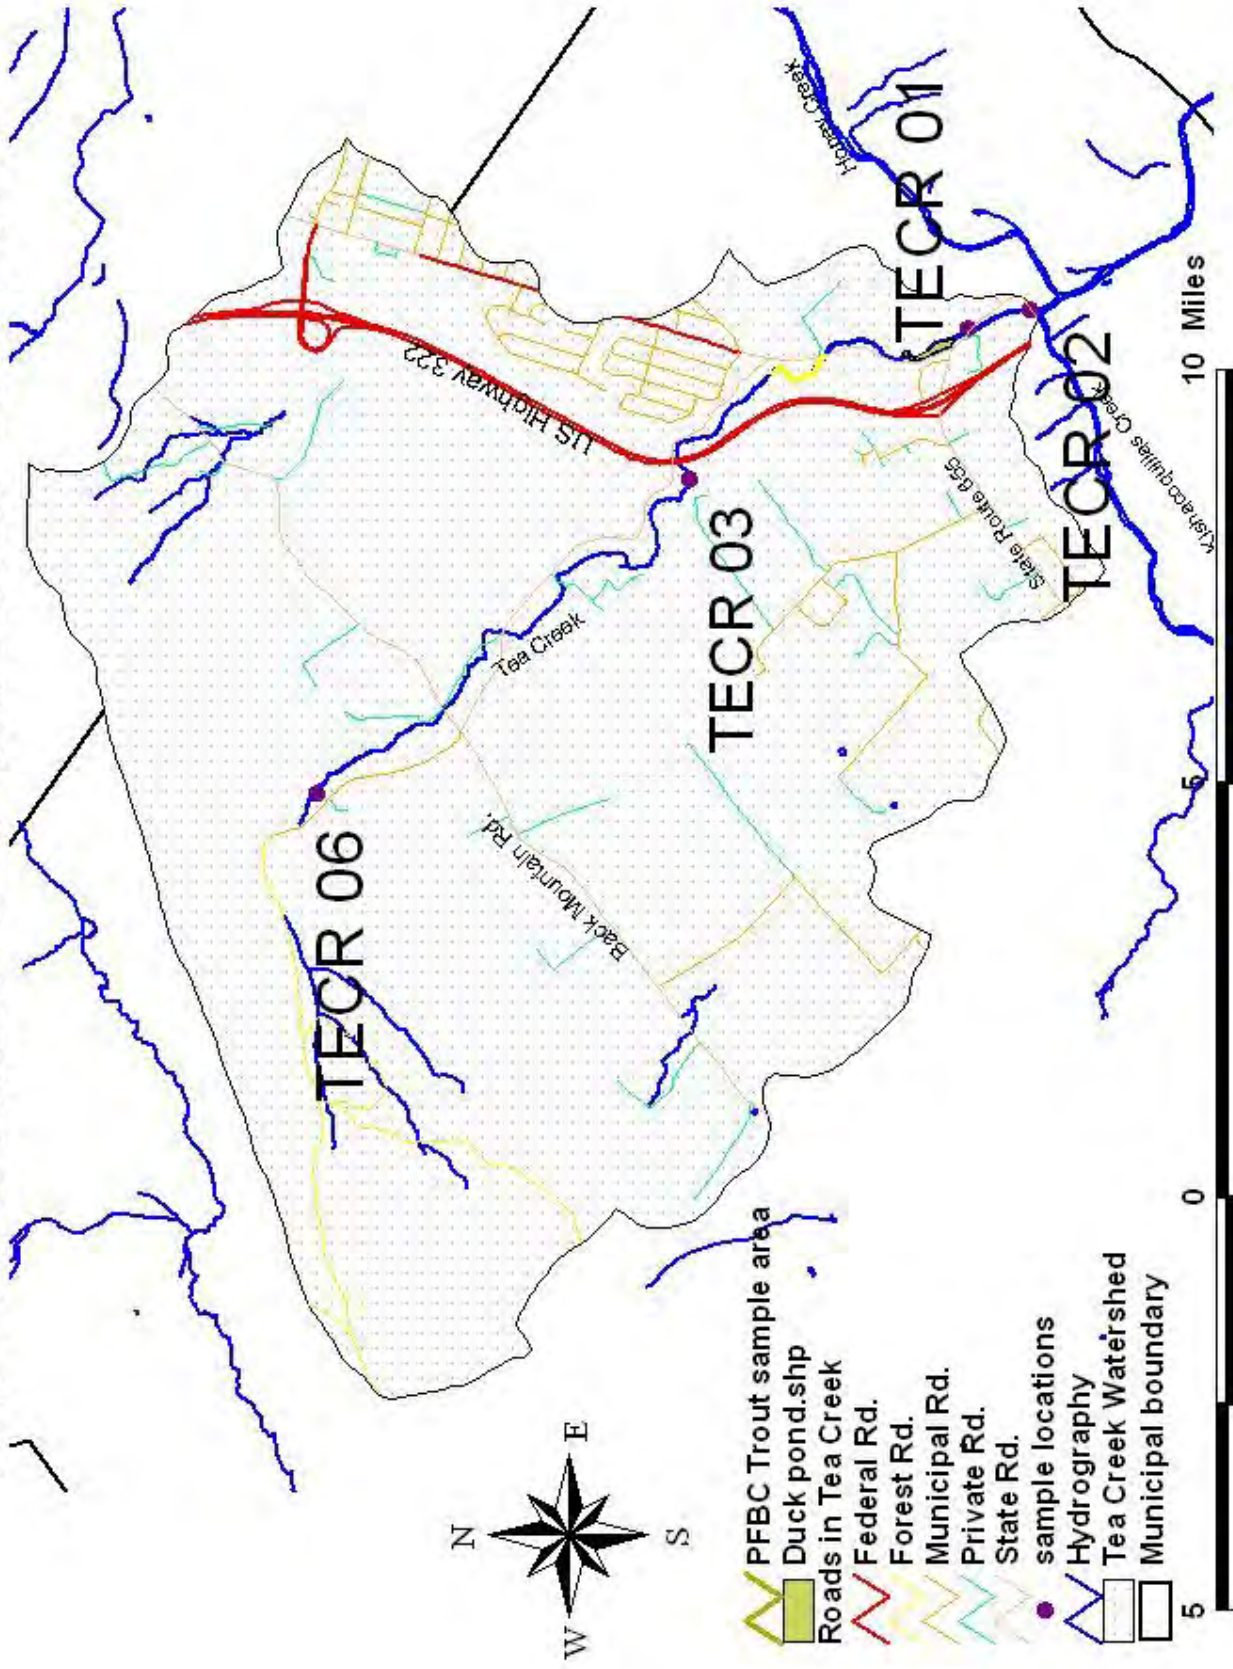 Honey Creek
TECR 01
US Highway 322
TECR 02
Kishacoquillas Creek
State Route 655
TECR 03
Tea Creek
TECR 06
Back Mountain Rd.
N
W
E
S
PFBC Trout sample area
Duck pond.shp
Roads in Tea Creek
Federal Rd.
Forest Rd.
Municipal Rd.
Private Rd.
State Rd.
sample locations
Hydrography
Tea Creek Watershed
Municipal boundary
5 0 5 10 Miles